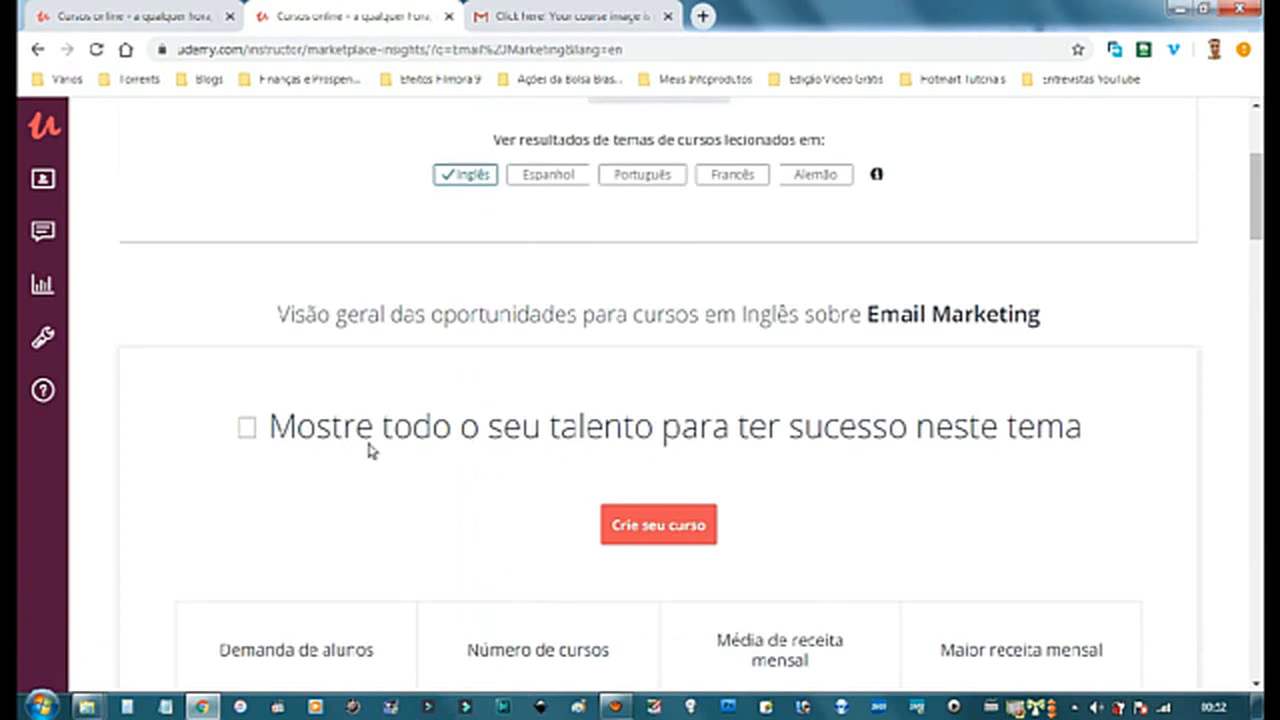 Cursos online - a qualquer hora,
Cursos online - a qualquer hora,
Click here! Your course image is
udemy.com/instructor/marketplace-insights/?q=Email%20Marketing&lang=en
Vários
Torrents
Blogs
Finanças e Prosperi...
Efeitos Filmora 9
Ações da Bolsa Bras...
Meus Infoprodutos
Edição Vídeo Grátis
Hotmart Tutoriais
Entrevistas YouTube
Ver resultados de temas de cursos lecionados em:
Inglês
Espanhol
Português
Francês
Alemão
Visão geral das oportunidades para cursos em Inglês sobre Email Marketing
Mostre todo o seu talento para ter sucesso neste tema
Crie seu curso
Demanda de alunos
Número de cursos
Média de receita
mensal
Maior receita mensal
00:52